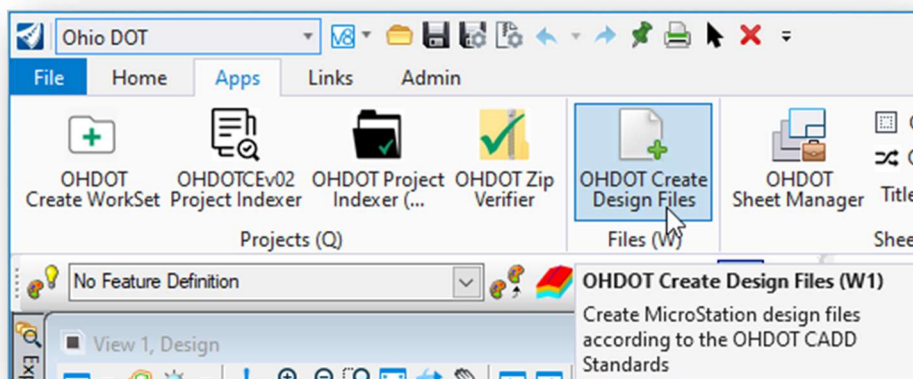 Ohio DOT
File Home Apps Links Admin
OHDOT
Create WorkSet
OHDOTCEv02
Project Indexer
OHDOT Project
Indexer (...
OHDOT Zip
Verifier
OHDOT Create
Design Files
OHDOT
Sheet Manager
Title
Projects (Q)
Files (W)
Shee
No Feature Definition
OHDOT Create Design Files (W1)
Create MicroStation design files
according to the OHDOT CADD
Standards
View 1, Design
Exp